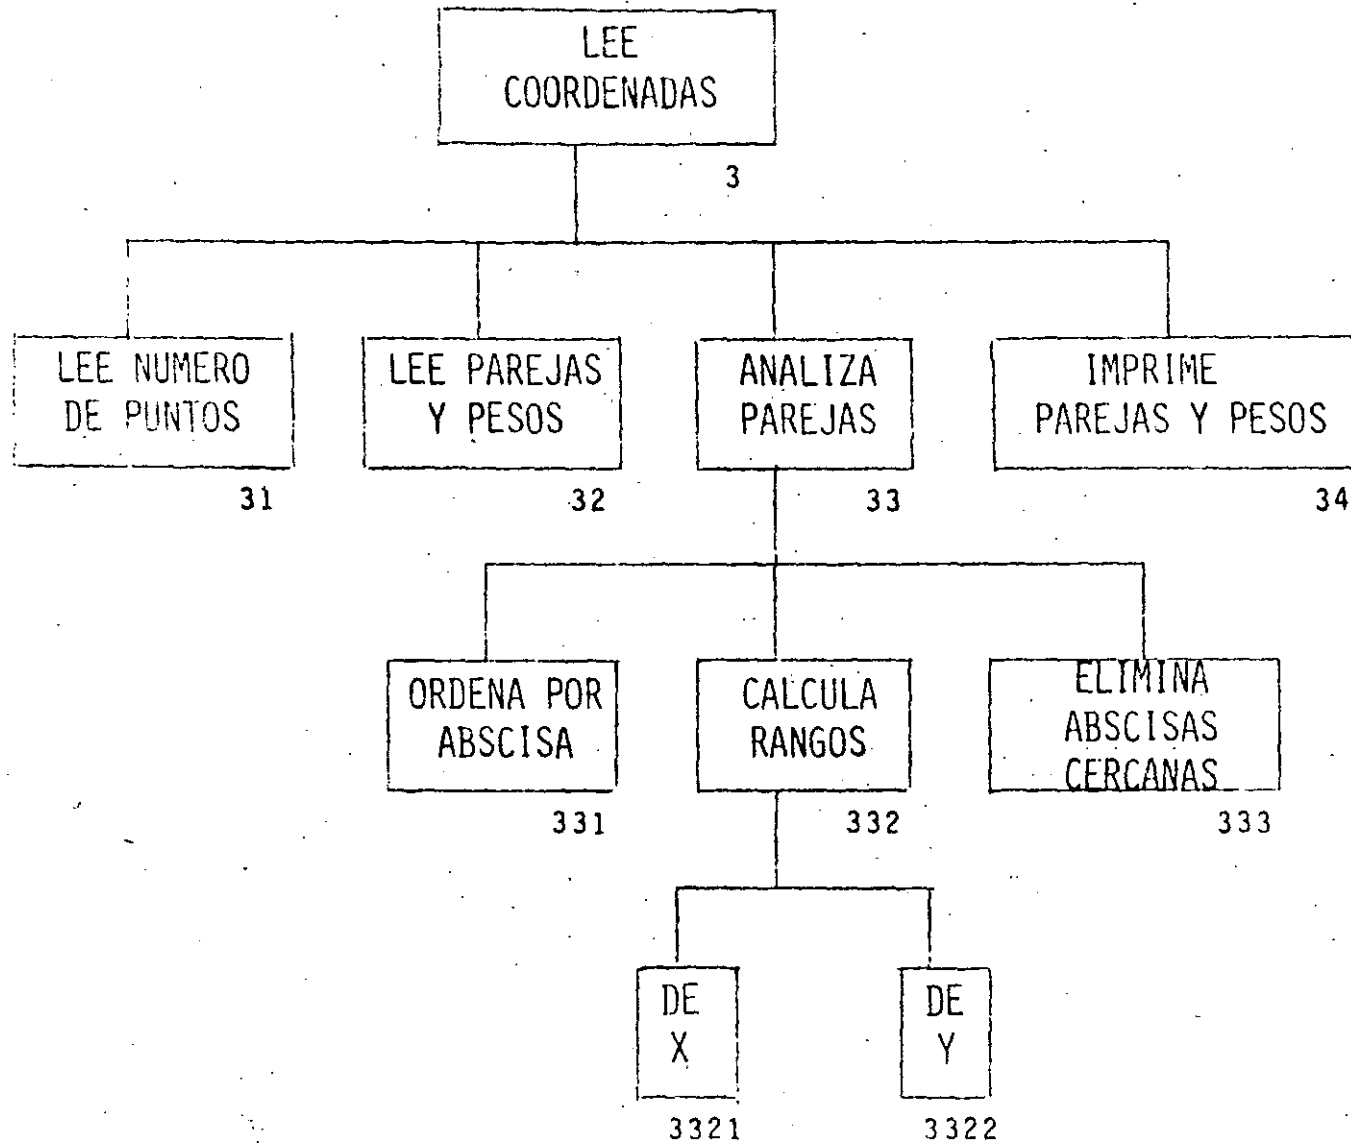 LEE
COORDENADAS
3
LEE NUMERO
DE PUNTOS
31
LEE PAREJAS
Y PESOS
32
ANALIZA
PAREJAS
33
IMPRIME
PAREJAS Y PESOS
34
ORDENA POR
ABSCISA
331
CALCULA
RANGOS
332
ELIMINA
ABSCISAS
CERCANAS
333
DE
X
3321
DE
Y
3322